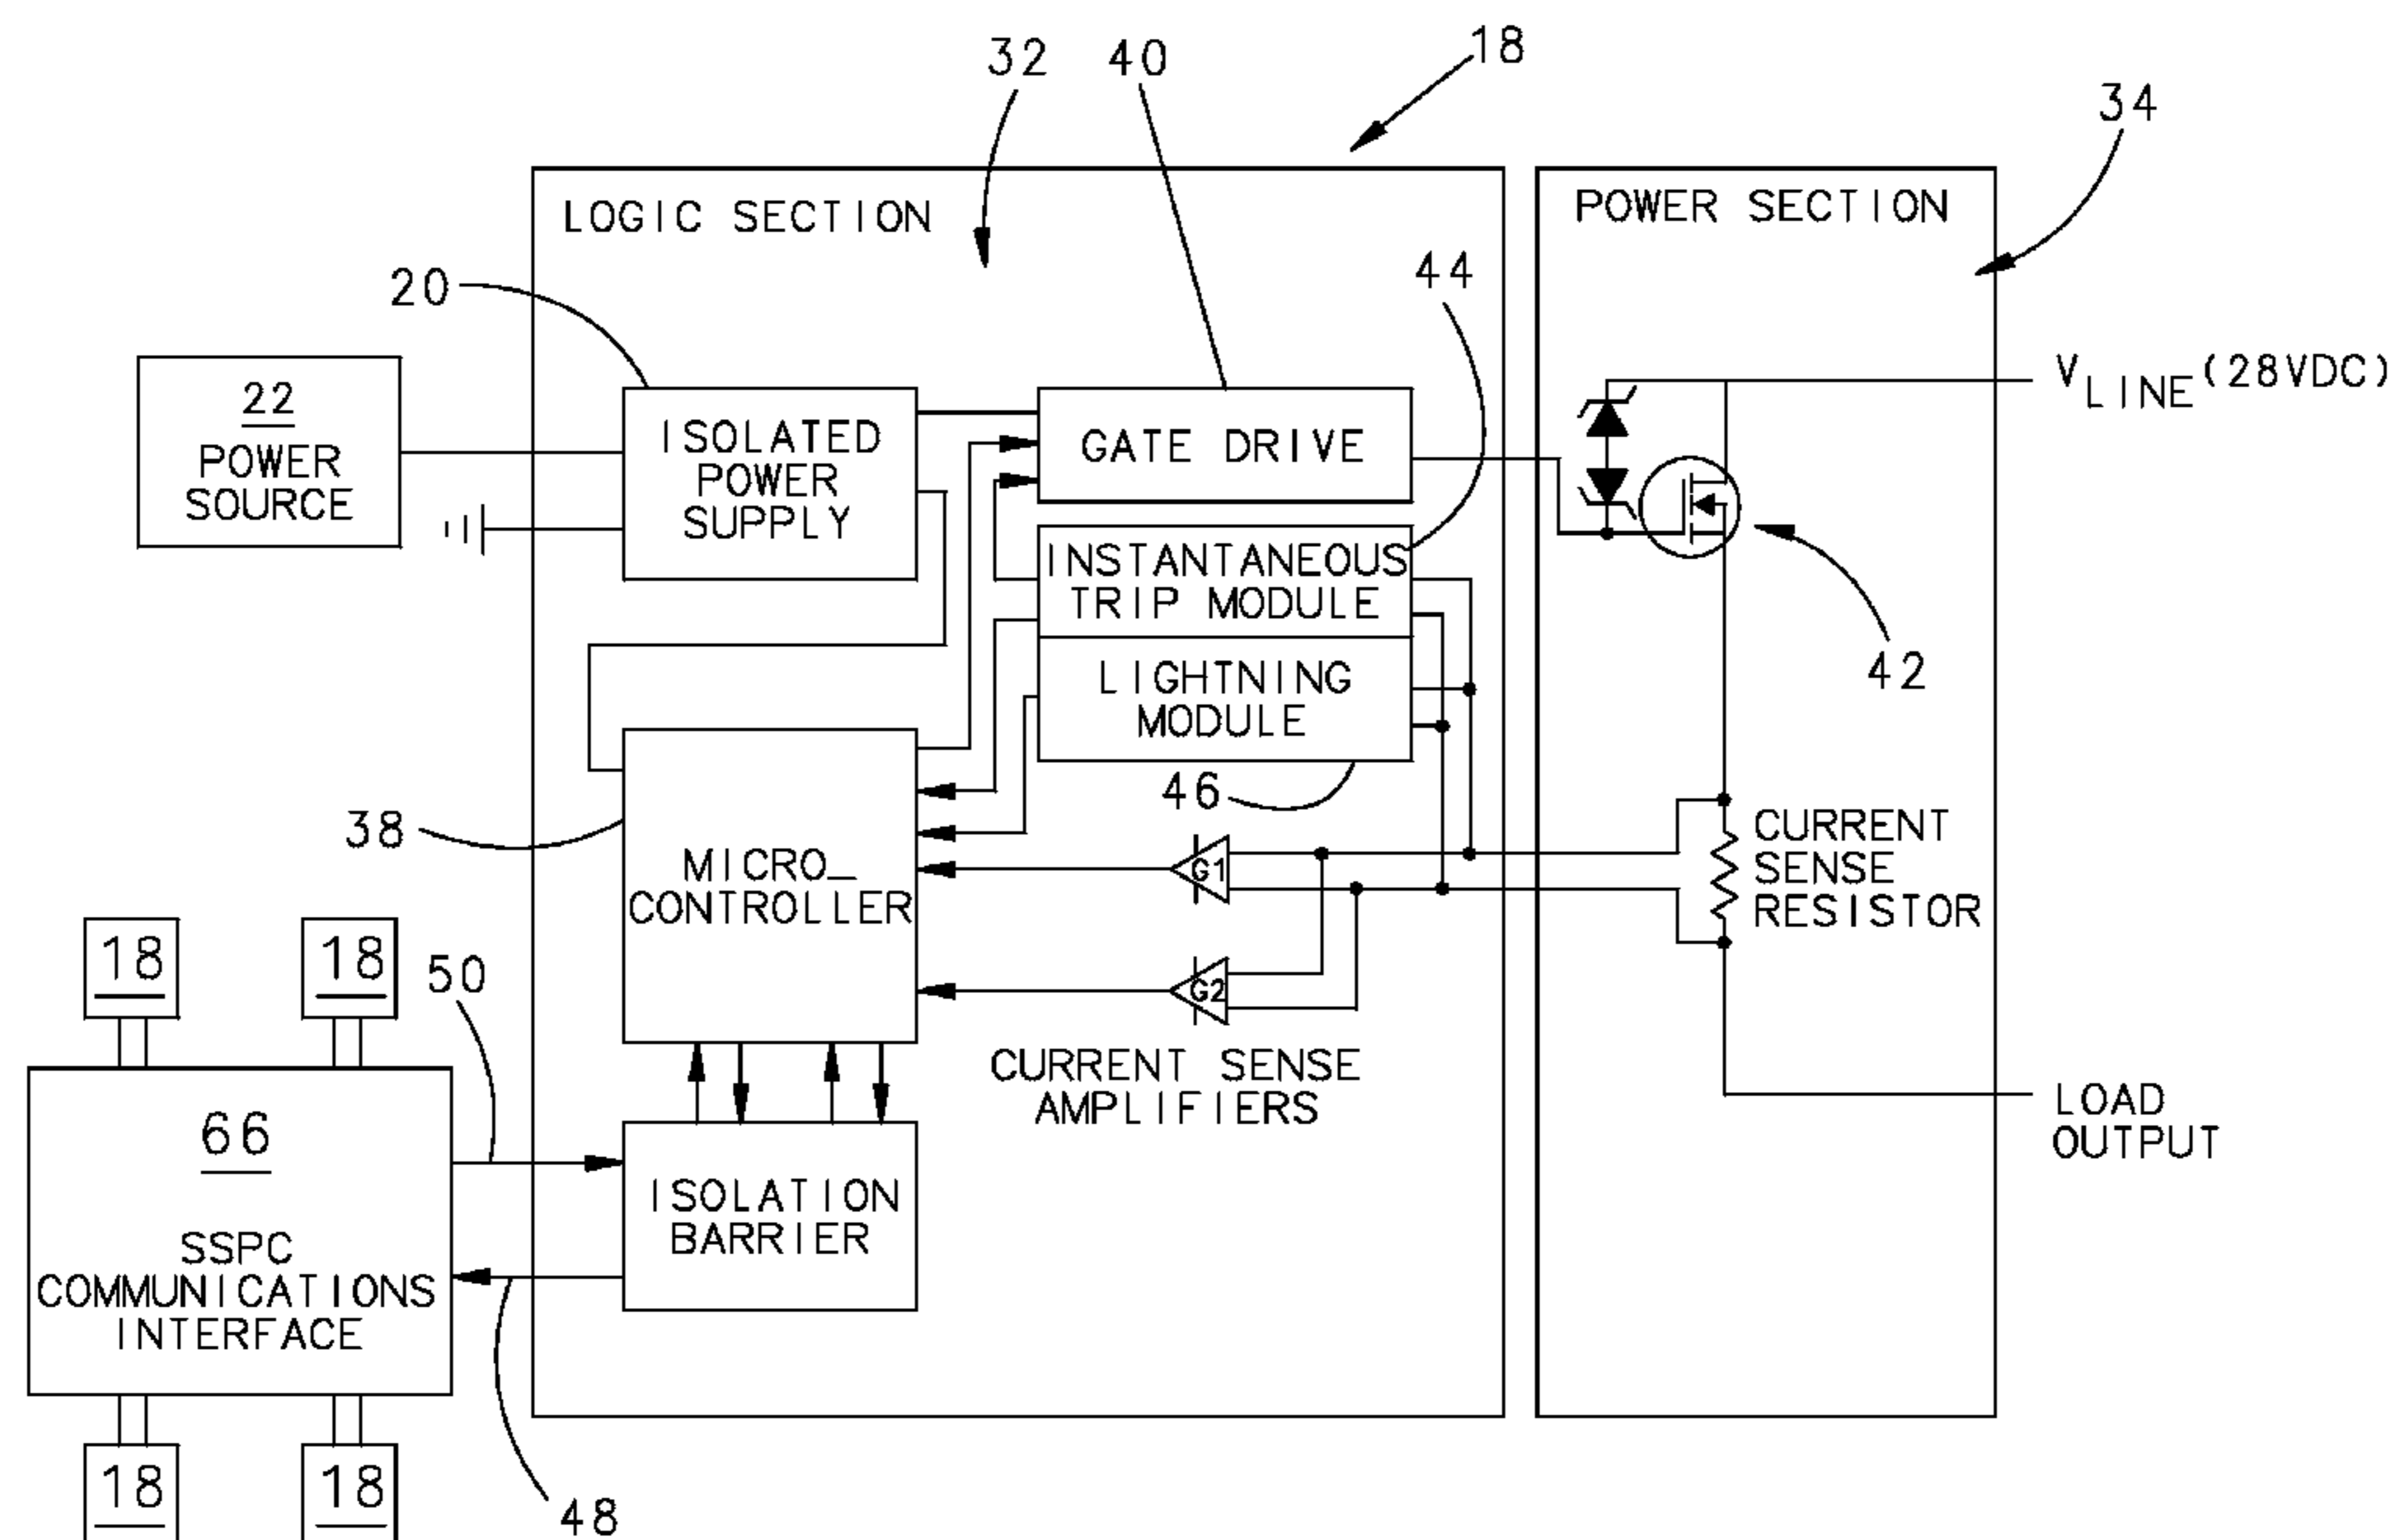 32
40
18
34
LOGIC SECTION
POWER SECTION
20
44
22
POWER
SOURCE
ISOLATED
POWER
SUPPLY
GATE DRIVE
VLINE (28VDC)
INSTANTANEOUS
TRIP MODULE
42
LIGHTNING
MODULE
46
38
MICRO_
CONTROLLER
G1
CURRENT
SENSE
RESISTOR
G2
CURRENT SENSE
AMPLIFIERS
18
18
50
66
SSPC
COMMUNICATIONS
INTERFACE
ISOLATION
BARRIER
LOAD
OUTPUT
18
18
48